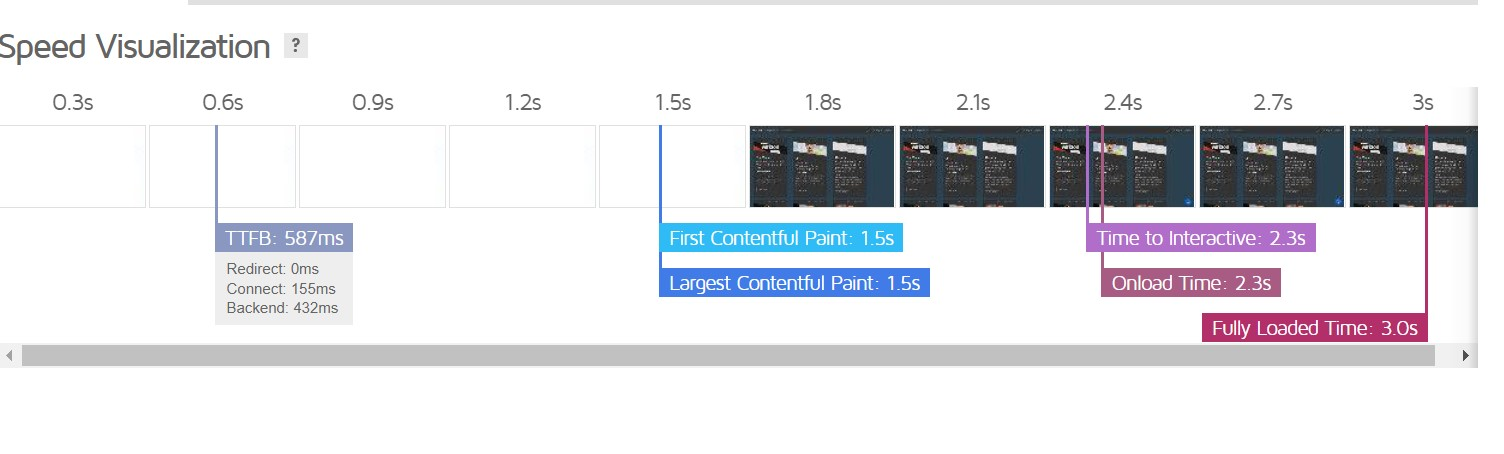 Speed Visualization ?
0.3s 0.6s 0.9s 1.2s 1.5s 1.8s 2.1s 2.4s 2.7s 3s
TTFB: 587ms
Redirect: 0ms
Connect: 155ms
Backend: 432ms
First Contentful Paint: 1.5s
Largest Contentful Paint: 1.5s
Time to Interactive: 2.3s
Onload Time: 2.3s
Fully Loaded Time: 3.0s